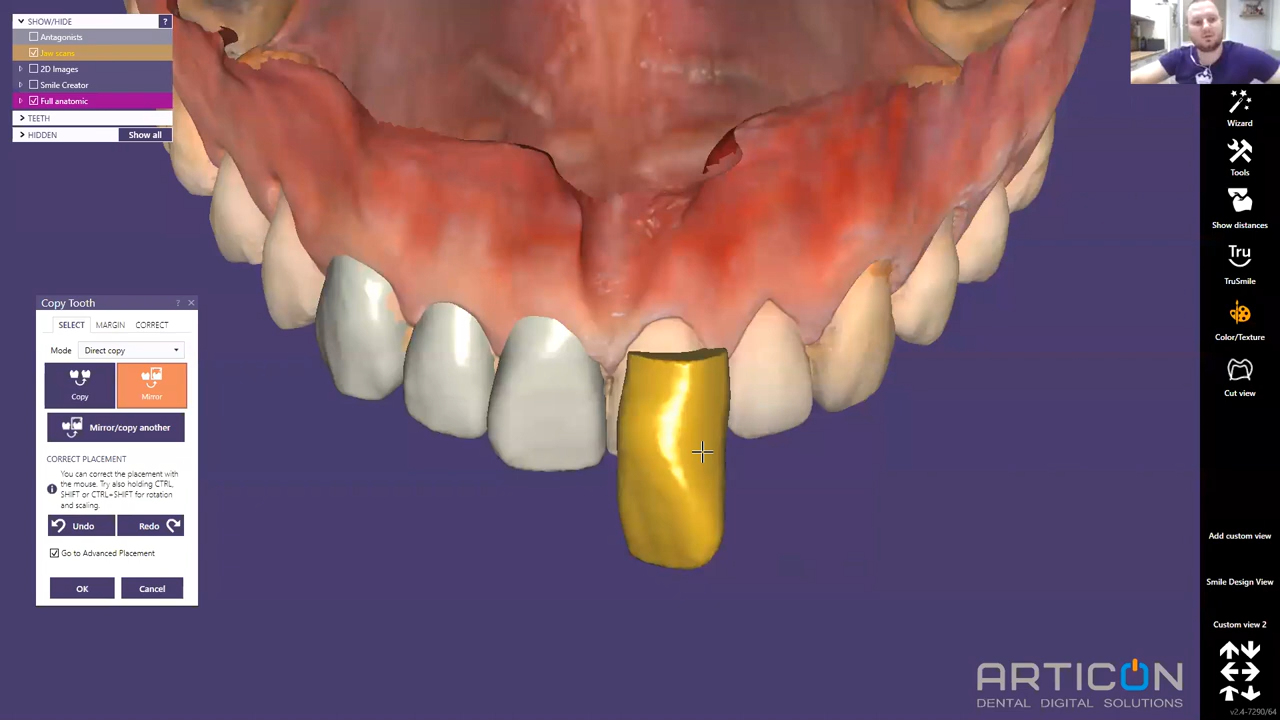 SHOW/HIDE ?
Antagonists
Jaw scans
2D Images
Smile Creator
Full anatomic
TEETH
HIDDEN Show all
Copy Tooth ? ×
SELECT MARGIN CORRECT
Mode Direct copy
Copy Mirror
Mirror/copy another
CORRECT PLACEMENT
You can correct the placement with
the mouse. Try also holding CTRL,
SHIFT or CTRL+SHIFT for rotation
and scaling.
Undo Redo
Go to Advanced Placement
OK Cancel
Wizard
Tools
Show distances
Tru
TruSmile
Color/Texture
Cut view
Add custom view
Smile Design View
Custom view 2
v2.4-7290/64
ARTICON
DENTAL DIGITAL SOLUTIONS